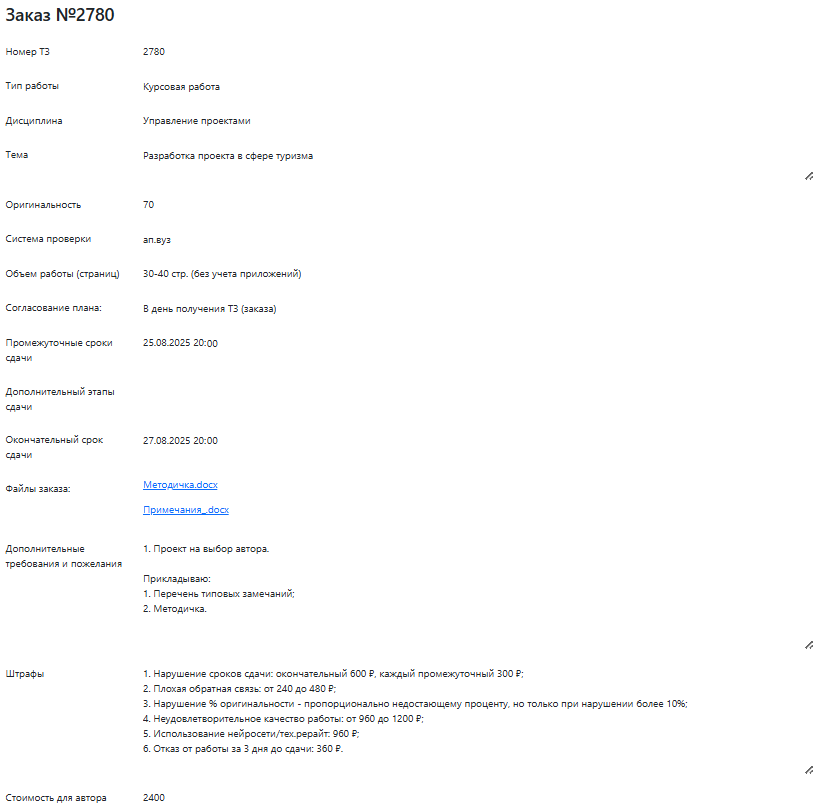 Заказ №2780
Номер ТЗ 2780
Тип работы Курсовая работа
Дисциплина Управление проектами
Тема Разработка проекта в сфере туризма
Оригинальность 70
Система проверки ап.вуз
Объем работы (страниц) 30-40 стр. (без учета приложений)
Согласование плана: В день получения ТЗ (заказа)
Промежуточные сроки сдачи 25.08.2025 20:00
Дополнительный этапы сдачи
Окончательный срок сдачи 27.08.2025 20:00
Файлы заказа: Методичка.docx
Примечания_.docx
Дополнительные требования и пожелания 1. Проект на выбор автора.
Прикладываю:
1. Перечень типовых замечаний;
2. Методичка.
Штрафы 1. Нарушение сроков сдачи: окончательный 600 ₽, каждый промежуточный 300 ₽;
2. Плохая обратная связь: от 240 до 480 ₽;
3. Нарушение % оригинальности - пропорционально недостающему проценту, но только при нарушении более 10%;
4. Неудовлетворительное качество работы: от 960 до 1200 ₽;
5. Использование нейросети/тех.рерайт: 960 ₽;
6. Отказ от работы за 3 дня до сдачи: 360 ₽.
Стоимость для автора 2400